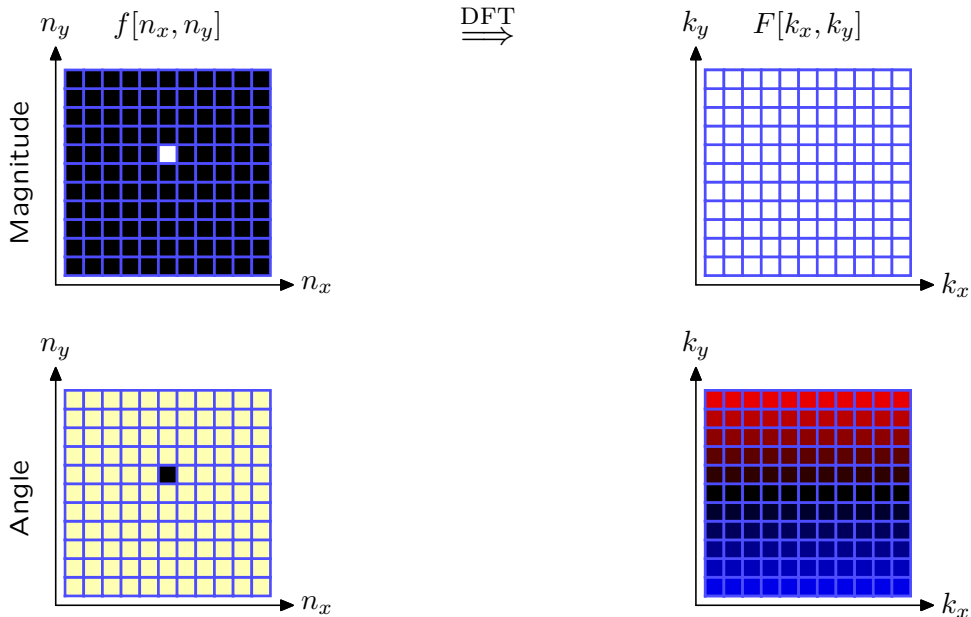 n_y f[n_x, n_y] DFT ⟹ k_y F[k_x, k_y]
Magnitude
n_x k_x
n_y k_y
Angle
n_x k_x